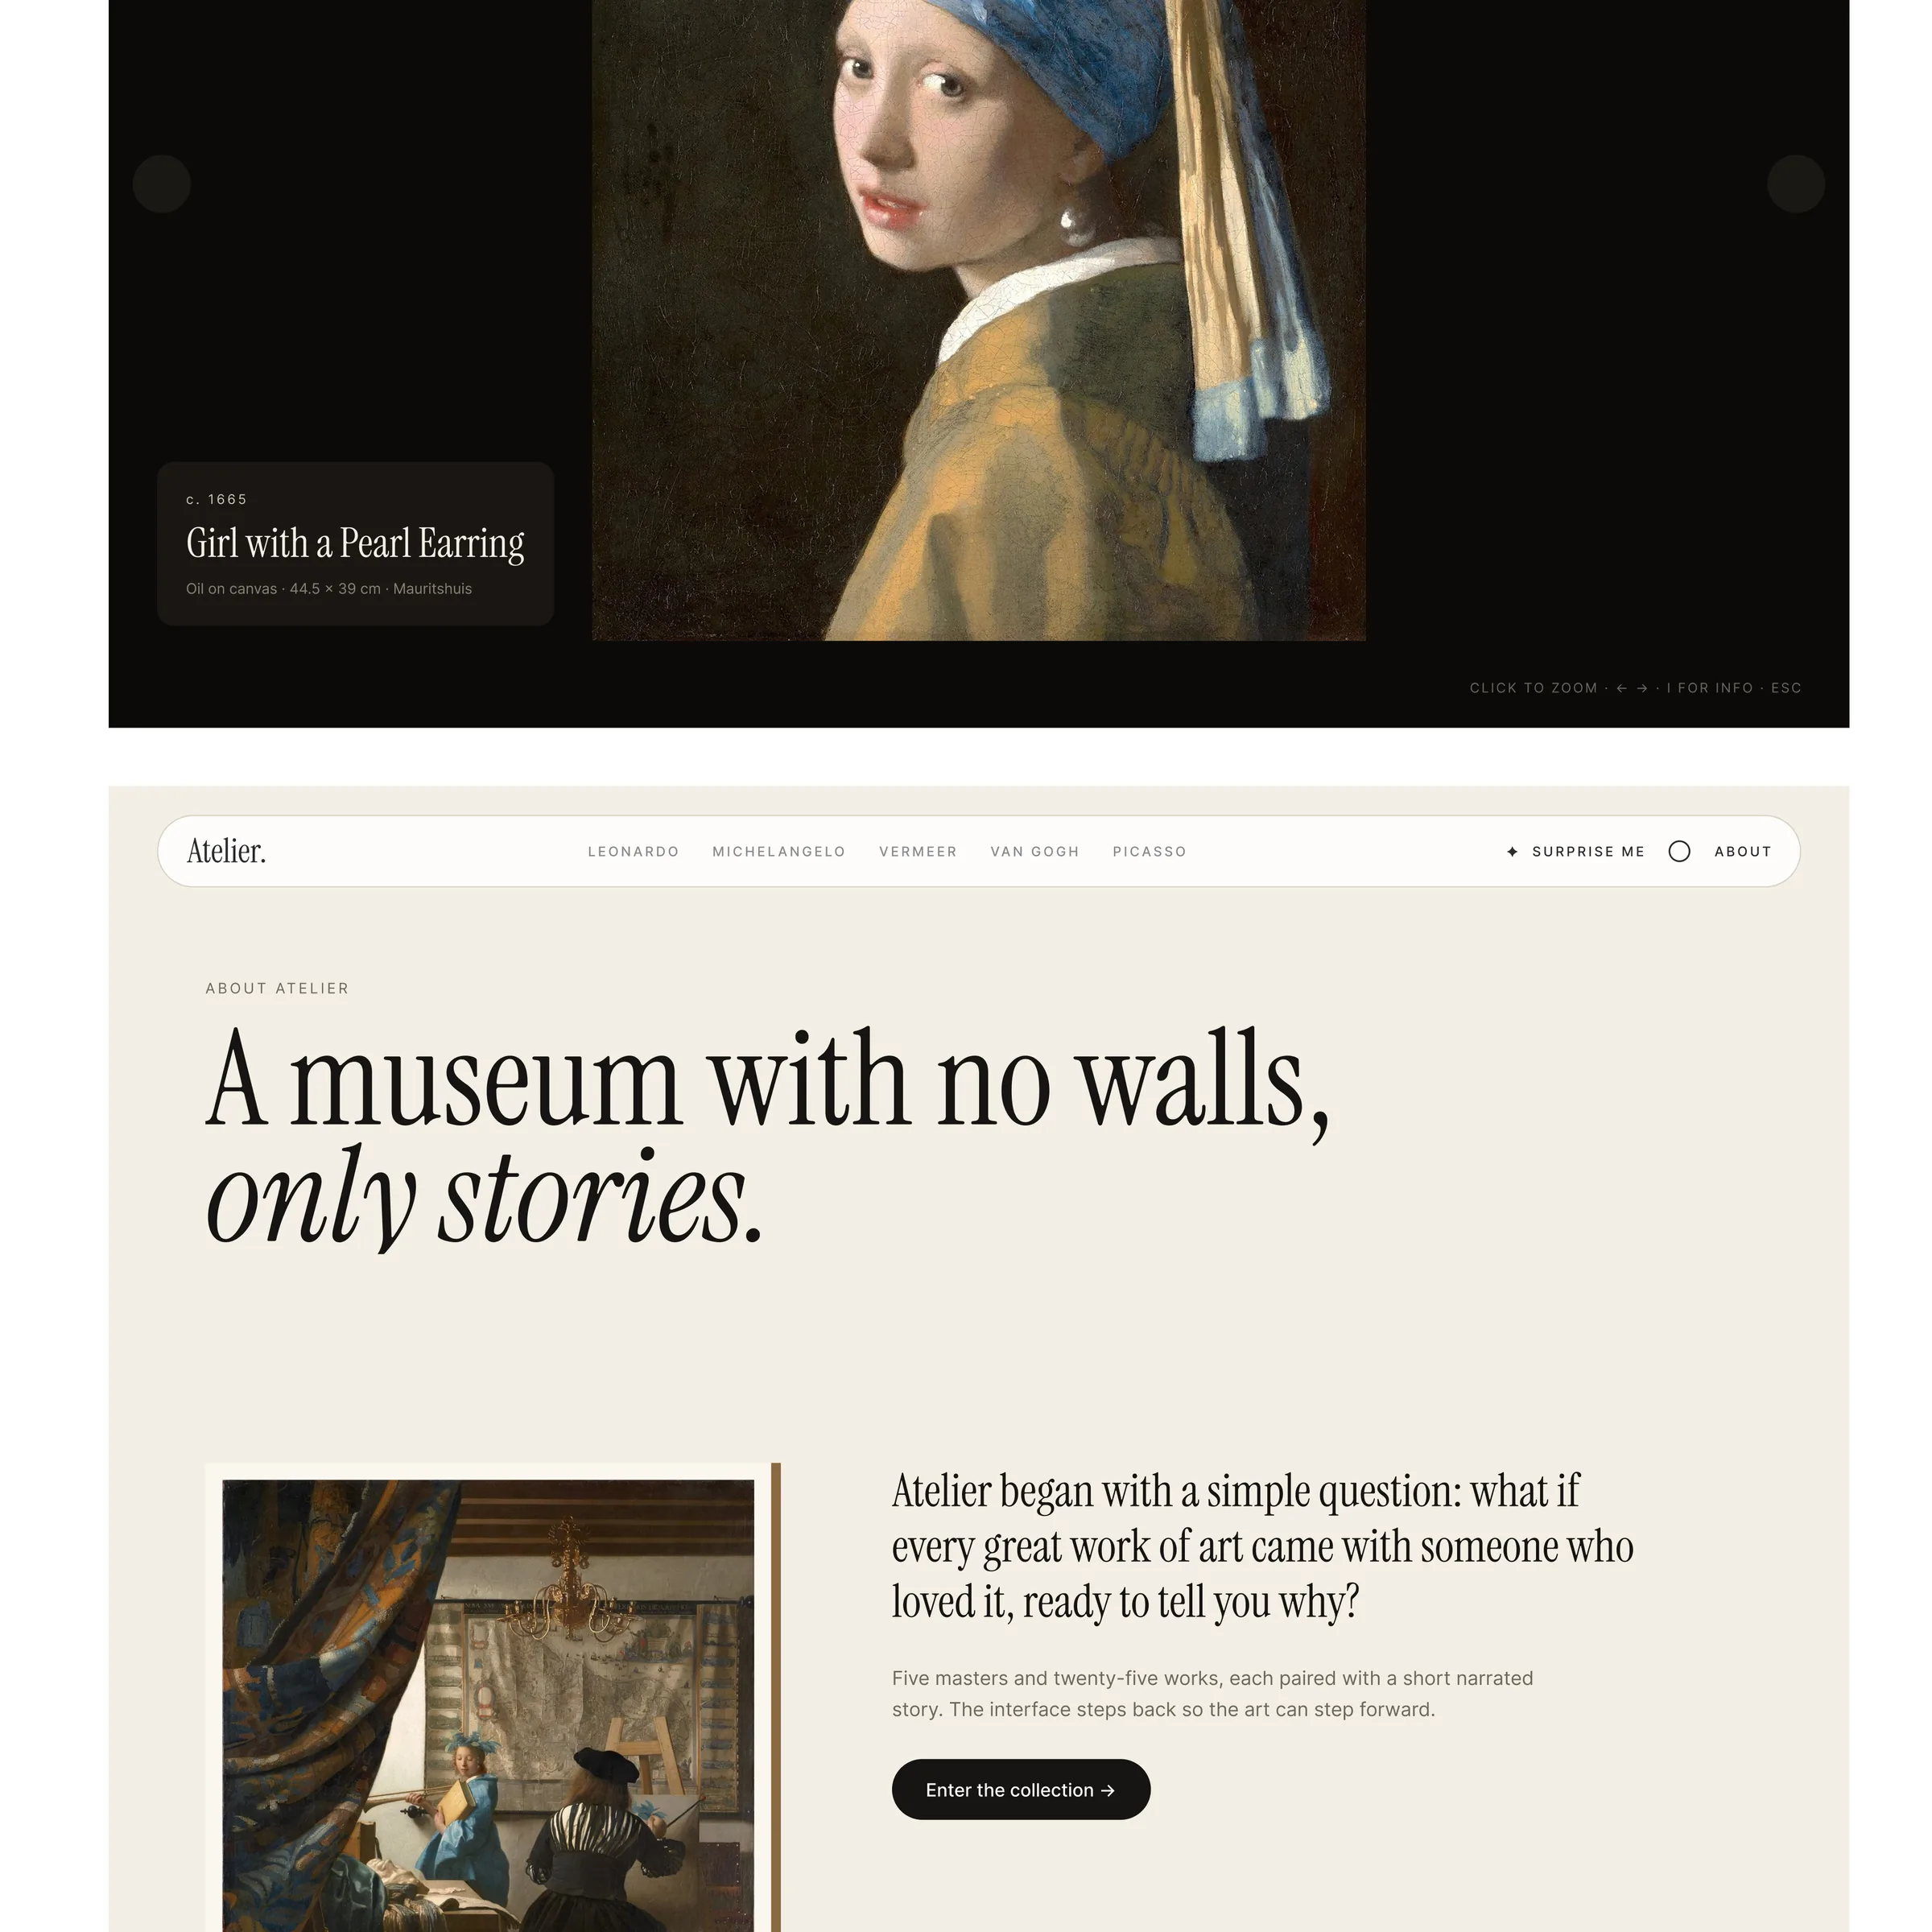 c. 1665
Girl with a Pearl Earring
Oil on canvas · 44.5 × 39 cm · Mauritshuis
CLICK TO ZOOM · ← → · I FOR INFO · ESC
Atelier.
LEONARDO MICHELANGELO VERMEER VAN GOGH PICASSO
✦ SURPRISE ME
ABOUT
ABOUT ATELIER
A museum with no walls,
only stories.
Atelier began with a simple question: what if
every great work of art came with someone who
loved it, ready to tell you why?
Five masters and twenty-five works, each paired with a short narrated
story. The interface steps back so the art can step forward.
Enter the collection →